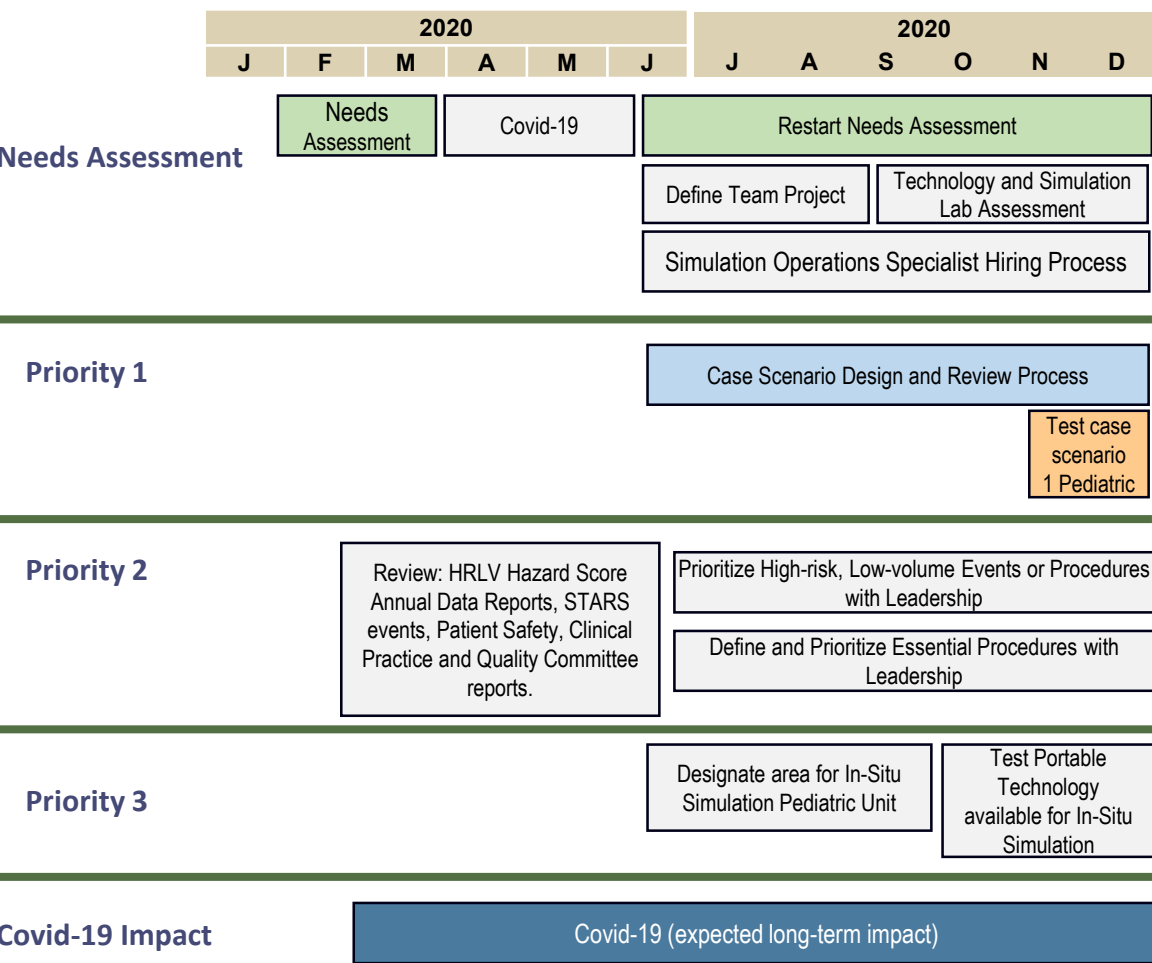 2020
2020
J F M A M J J A S O N D
Needs
Assessment
Covid-19
Restart Needs Assessment
Needs Assessment
Define Team Project
Technology and Simulation
Lab Assessment
Simulation Operations Specialist Hiring Process
Priority 1
Case Scenario Design and Review Process
Test case
scenario
1 Pediatric
Priority 2
Review: HRLV Hazard Score
Annual Data Reports, STARS
events, Patient Safety, Clinical
Practice and Quality Committee
reports.
Prioritize High-risk, Low-volume Events or Procedures
with Leadership
Define and Prioritize Essential Procedures with
Leadership
Priority 3
Designate area for In-Situ
Simulation Pediatric Unit
Test Portable
Technology
available for In-Situ
Simulation
Covid-19 Impact
Covid-19 (expected long-term impact)